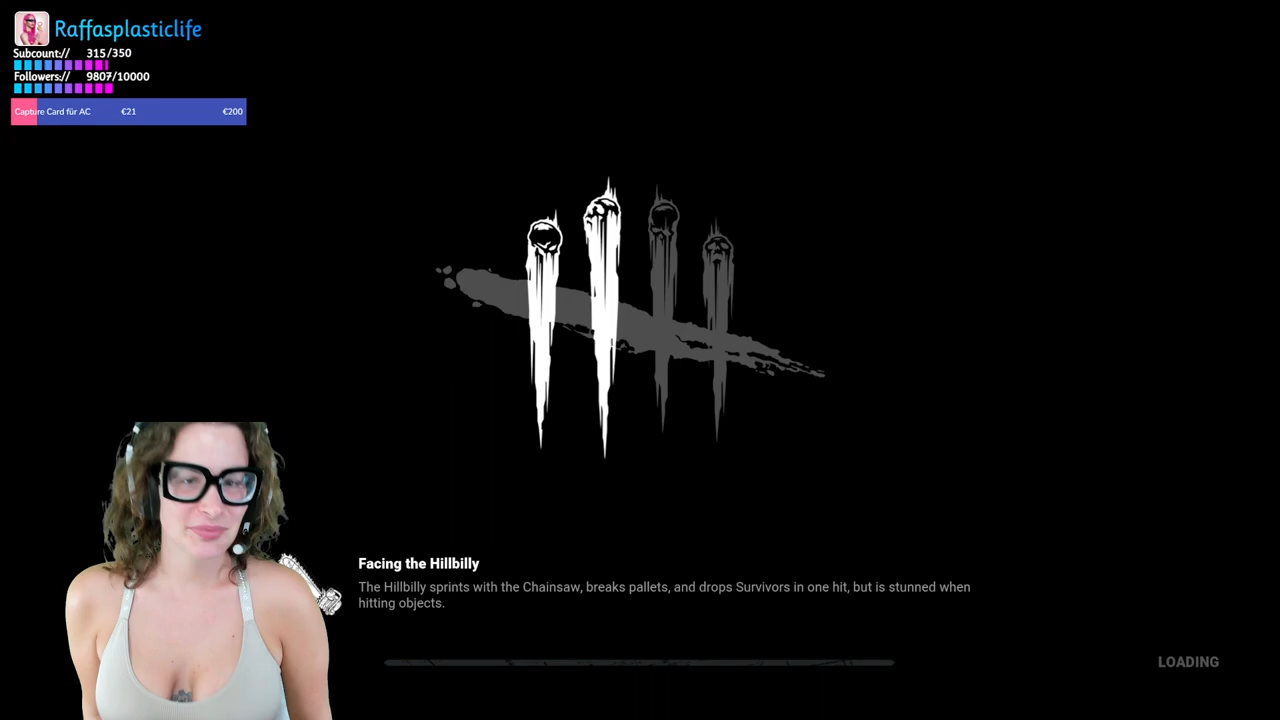 Raffasplasticlife
Subcount:// 315/350
Followers:// 9807/10000
Capture Card für AC €21 €200
Facing the Hillbilly
The Hillbilly sprints with the Chainsaw, breaks pallets, and drops Survivors in one hit, but is stunned when
hitting objects.
LOADING